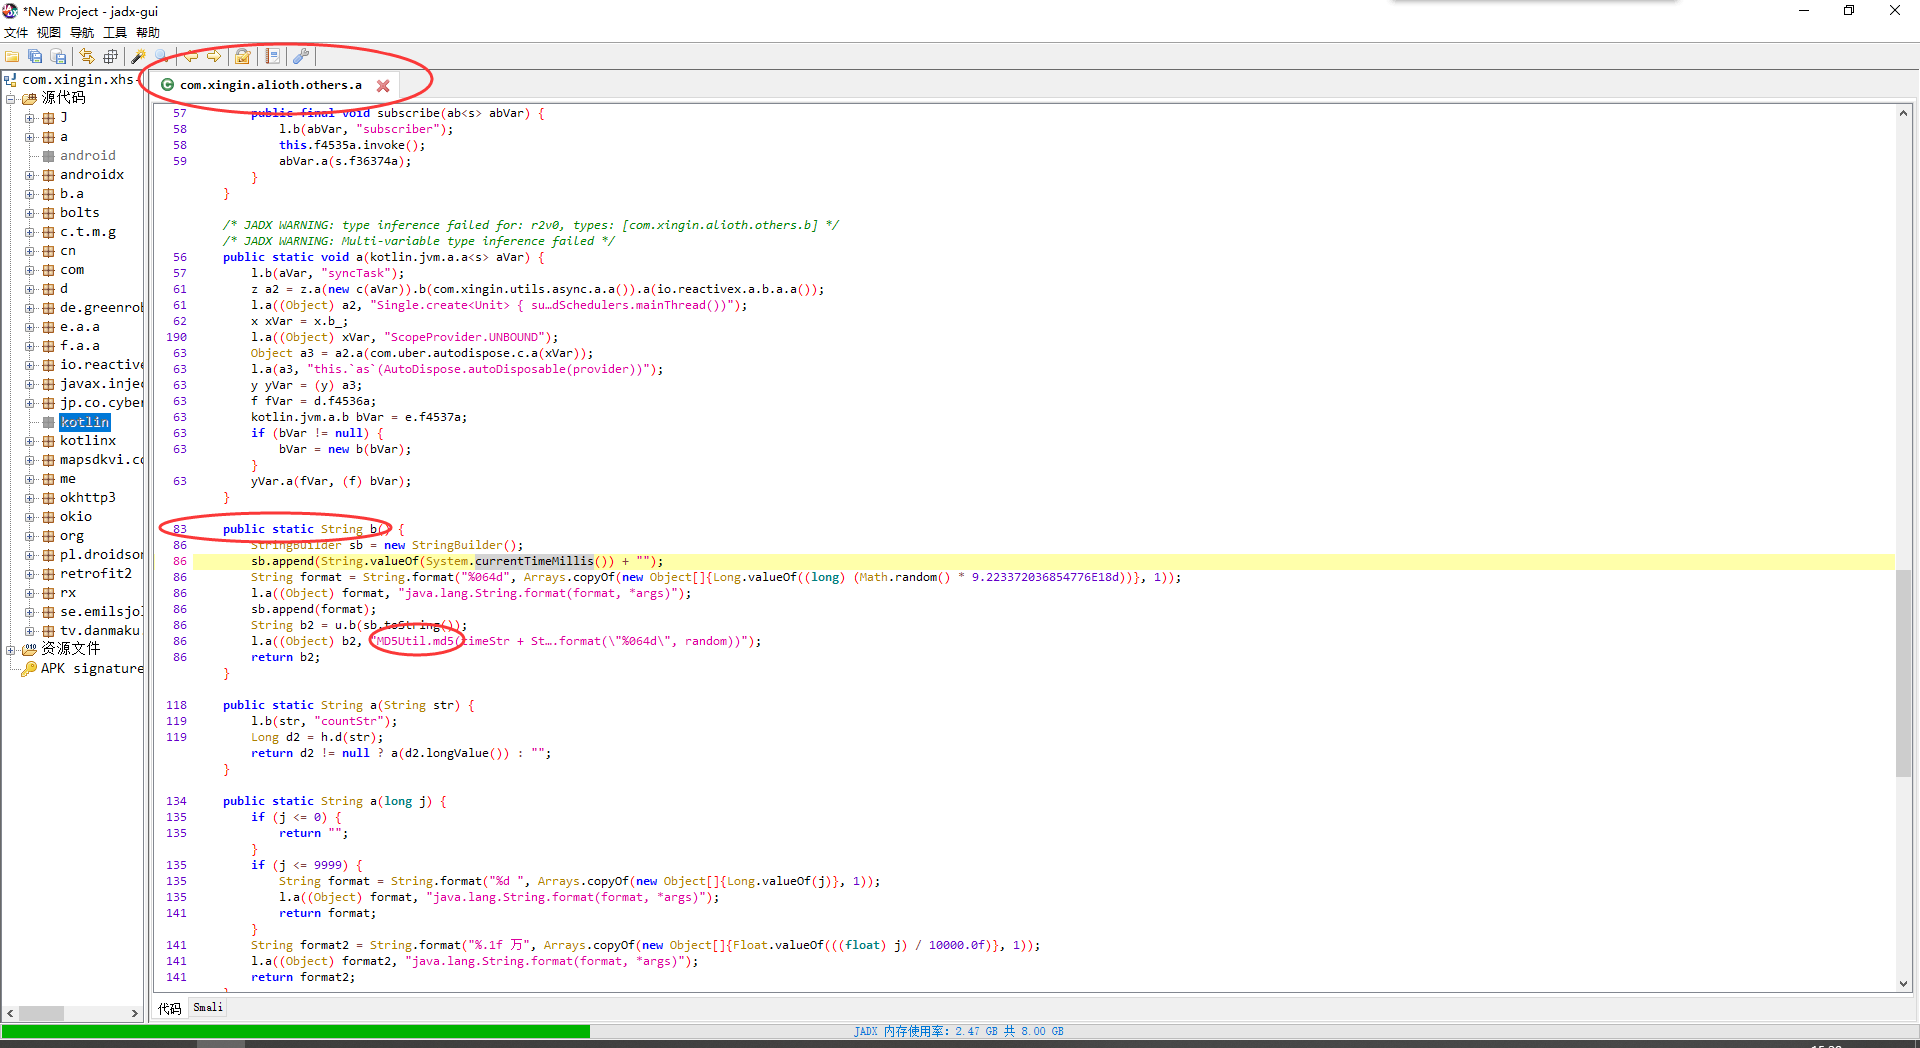 *New Project - jadx-gui
文件 视图 导航 工具 帮助
com.xingin.xhs-
源代码
J
a
android
androidx
b.a
bolts
c.t.m.g
cn
com
d
de.greenrob
e.a.a
f.a.a
io.reactive
javax.injec
jp.co.cyber
kotlin
kotlinx
mapsdkvi.co
me
okhttp3
okio
org
pl.droidson
retrofit2
rx
se.emilsjol
tv.danmaku.
资源文件
APK signature
com.xingin.alioth.others.a
57 public final void subscribe(ab<s> abVar) {
58 l.b(abVar, "subscriber");
58 this.f4535a.invoke();
59 abVar.a(s.f36374a);
}
}
/* JADX WARNING: type inference failed for: r2v0, types: [com.xingin.alioth.others.b] */
/* JADX WARNING: Multi-variable type inference failed */
56 public static void a(kotlin.jvm.a.a<s> aVar) {
57 l.b(aVar, "syncTask");
61 z a2 = z.a(new c(aVar)).b(com.xingin.utils.async.a.a()).a(io.reactivex.a.b.a.a());
61 l.a((Object) a2, "Single.create<Unit> { su…dSchedulers.mainThread())");
62 x xVar = x.b_;
190 l.a((Object) xVar, "ScopeProvider.UNBOUND");
63 Object a3 = a2.a(com.uber.autodispose.c.a(xVar));
63 l.a(a3, "this.`as`(AutoDispose.autoDisposable(provider))");
63 y yVar = (y) a3;
63 f fVar = d.f4536a;
63 kotlin.jvm.a.b bVar = e.f4537a;
63 if (bVar != null) {
63 bVar = new b(bVar);
}
63 yVar.a(fVar, (f) bVar);
}
83 public static String b() {
86 StringBuilder sb = new StringBuilder();
86 sb.append(String.valueOf(System.currentTimeMillis()) + "");
86 String format = String.format("%064d", Arrays.copyOf(new Object[]{Long.valueOf((long) (Math.random() * 9.223372036854776E18d))}, 1));
86 l.a((Object) format, "java.lang.String.format(format, *args)");
86 sb.append(format);
86 String b2 = u.b(sb.toString());
86 l.a((Object) b2, "MD5Util.md5(timeStr + St….format(\"%064d\", random))");
86 return b2;
}
118 public static String a(String str) {
119 l.b(str, "countStr");
119 Long d2 = h.d(str);
return d2 != null ? a(d2.longValue()) : "";
}
134 public static String a(long j) {
135 if (j <= 0) {
135 return "";
}
135 if (j <= 9999) {
135 String format = String.format("%d ", Arrays.copyOf(new Object[]{Long.valueOf(j)}, 1));
135 l.a((Object) format, "java.lang.String.format(format, *args)");
141 return format;
}
141 String format2 = String.format("%.1f 万", Arrays.copyOf(new Object[]{Float.valueOf(((float) j) / 10000.0f)}, 1));
141 l.a((Object) format2, "java.lang.String.format(format, *args)");
141 return format2;
代码 Smali
JADX 内存使用率: 2.47 GB 共 8.00 GB